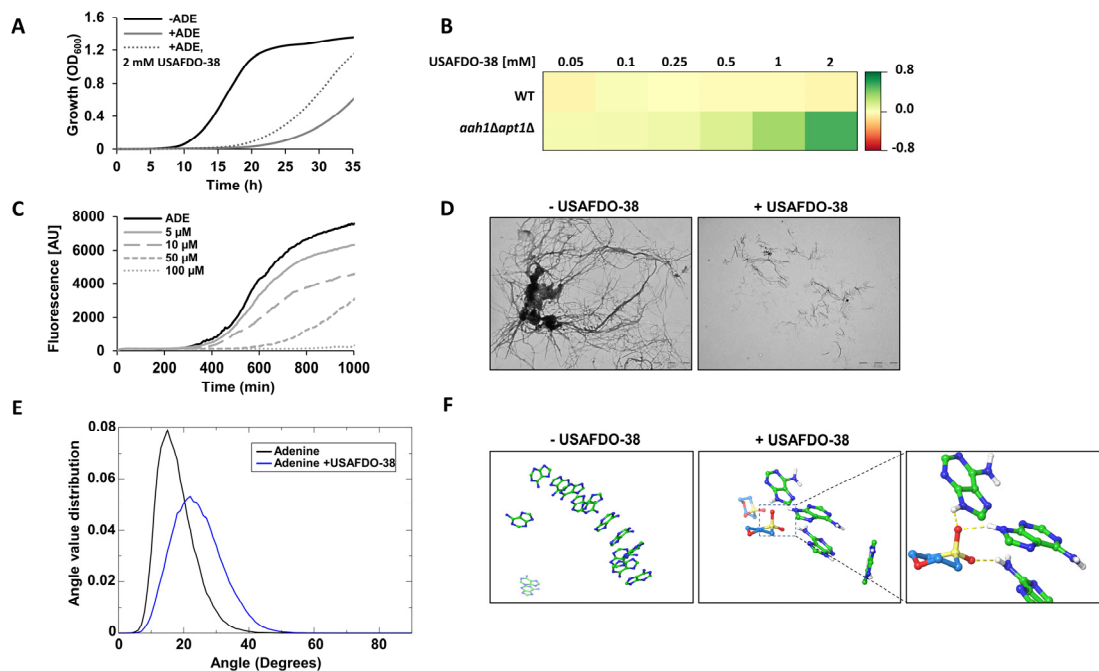 A
1.6
1.2
0.8
0.4
0
Growth (OD600)
-ADE
+ADE
+ADE,
2 mM USAFDO-38
0 5 10 15 20 25 30 35
Time (h)
B
USAFDO-38 [mM] 0.05 0.1 0.25 0.5 1 2
WT
aah1Δapt1Δ
0.8
0.0
-0.8
C
8000
6000
4000
2000
0
Fluorescence [AU]
ADE
5 µM
10 µM
50 µM
100 µM
0 200 400 600 800 1000
Time (min)
D
- USAFDO-38 + USAFDO-38
E
0.08
0.06
0.04
0.02
0
Angle value distribution
Adenine
Adenine +USAFDO-38
0 20 40 60 80
Angle (Degrees)
F
- USAFDO-38 + USAFDO-38